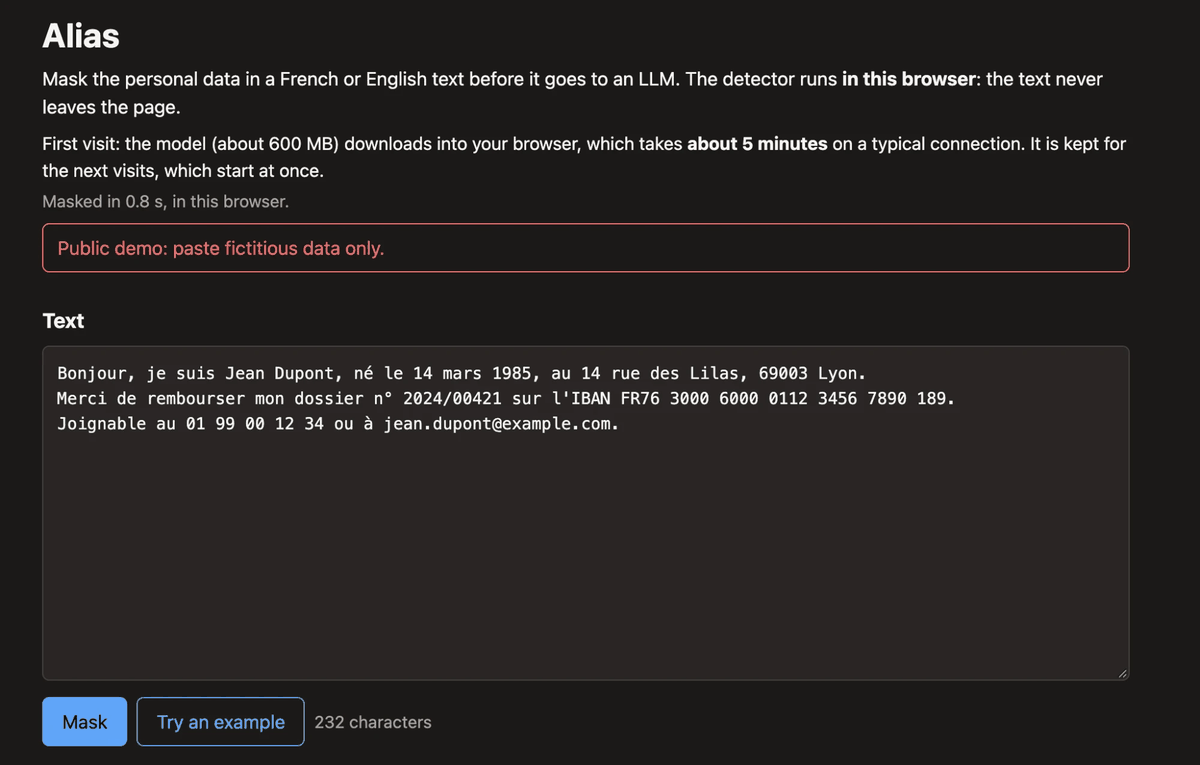 Alias
Mask the personal data in a French or English text before it goes to an LLM. The detector runs in this browser: the text never
leaves the page.
First visit: the model (about 600 MB) downloads into your browser, which takes about 5 minutes on a typical connection. It is kept for
the next visits, which start at once.
Masked in 0.8 s, in this browser.
Public demo: paste fictitious data only.
Text
Bonjour, je suis Jean Dupont, né le 14 mars 1985, au 14 rue des Lilas, 69003 Lyon.
Merci de rembourser mon dossier n° 2024/00421 sur l'IBAN FR76 3000 6000 0112 3456 7890 189.
Joignable au 01 99 00 12 34 ou à jean.dupont@example.com.
Mask Try an example 232 characters